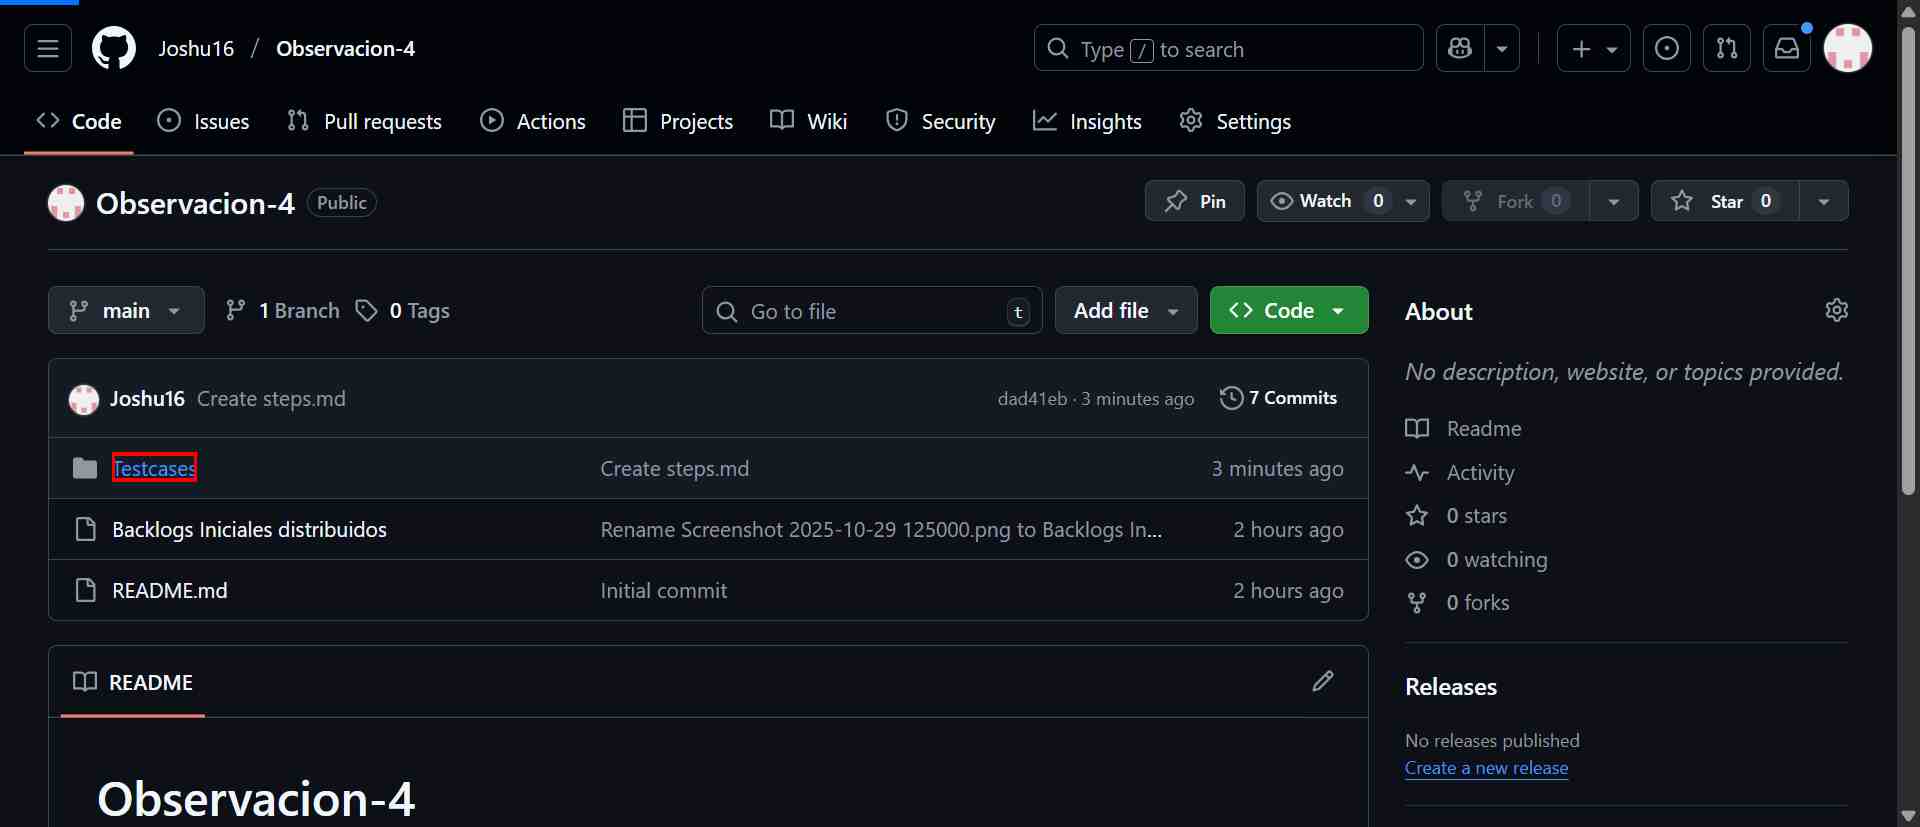 Joshu16 / Observacion-4
Type / to search
Code Issues Pull requests Actions Projects Wiki Security Insights Settings
Observacion-4 Public
Pin Watch 0 Fork 0 Star 0
main 1 Branch 0 Tags
Go to file t Add file Code
Joshu16 Create steps.md dad41eb · 3 minutes ago 7 Commits
Testcases Create steps.md 3 minutes ago
Backlogs Iniciales distribuidos Rename Screenshot 2025-10-29 125000.png to Backlogs In... 2 hours ago
README.md Initial commit 2 hours ago
README
Observacion-4
About
No description, website, or topics provided.
Readme
Activity
0 stars
0 watching
0 forks
Releases
No releases published
Create a new release